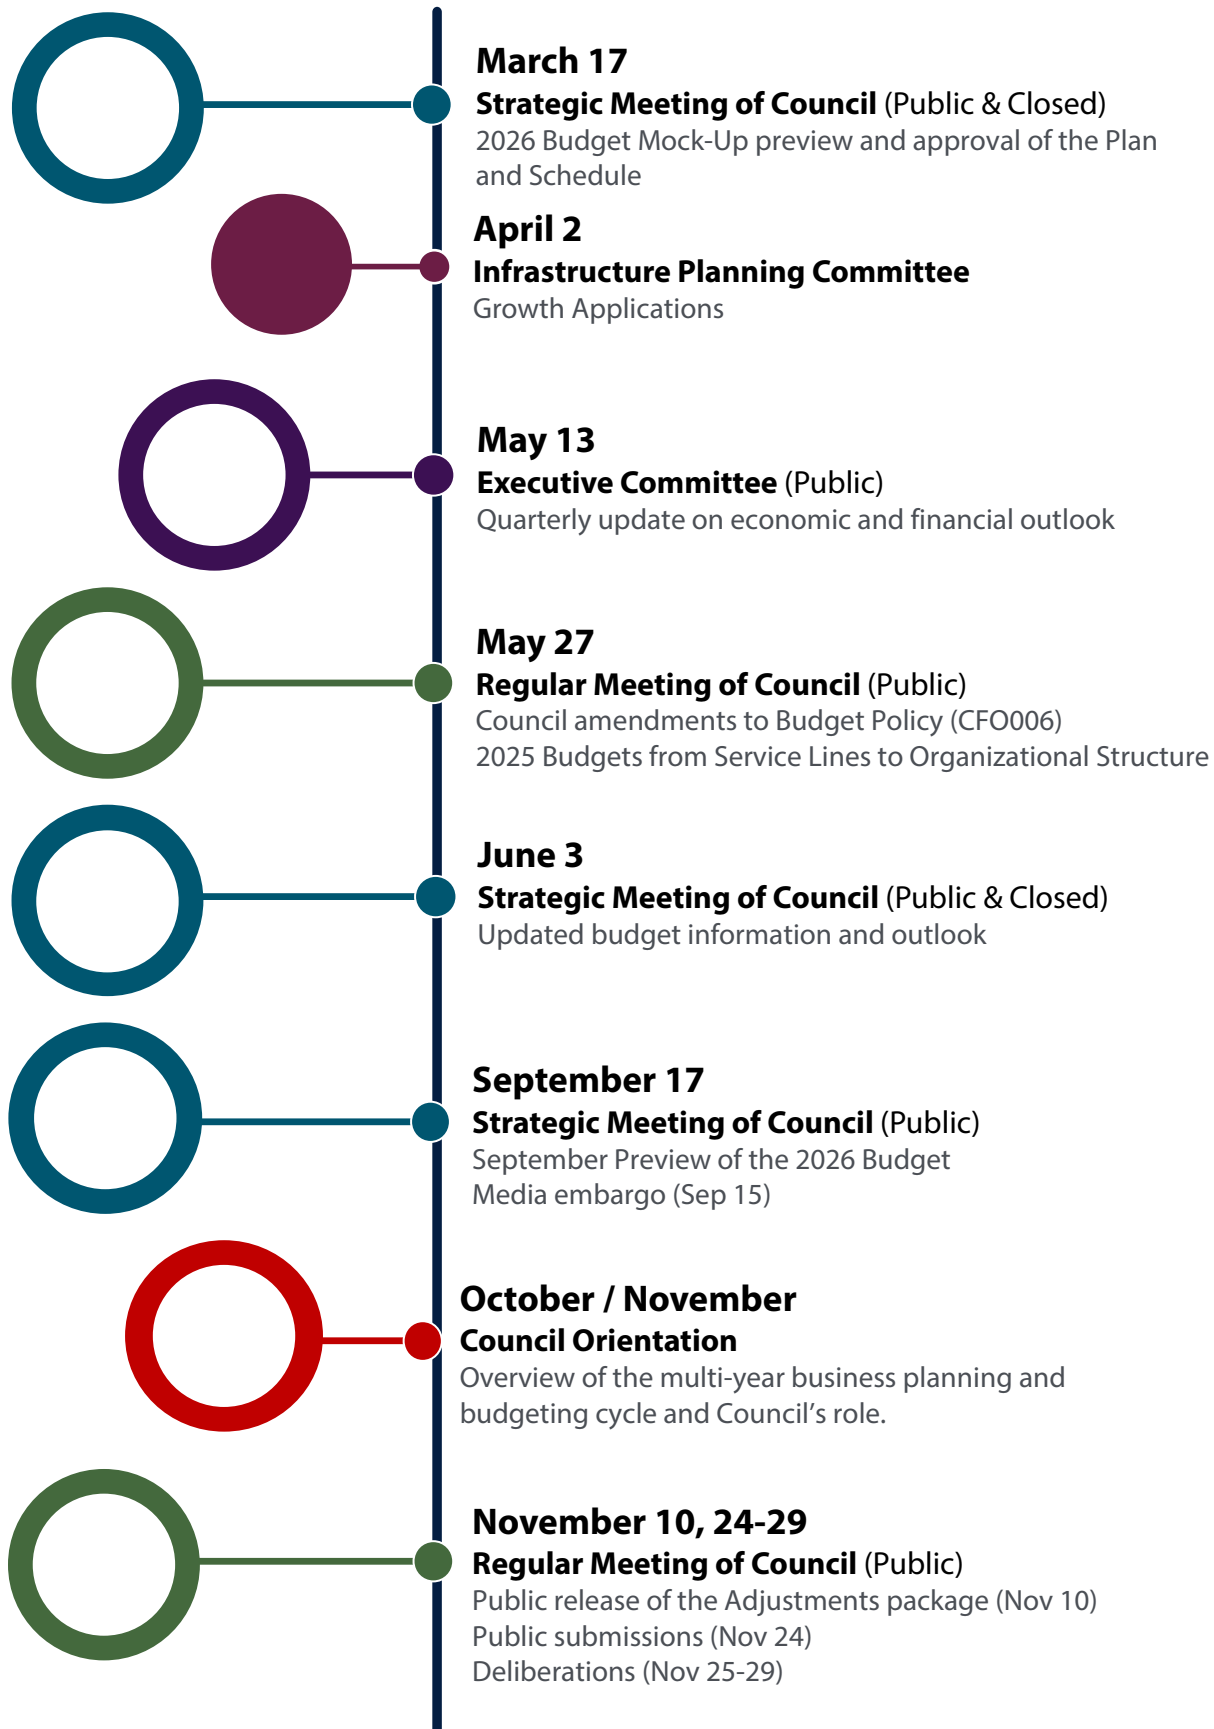 March 17
Strategic Meeting of Council (Public & Closed)
2026 Budget Mock-Up preview and approval of the Plan
and Schedule
April 2
Infrastructure Planning Committee
Growth Applications
May 13
Executive Committee (Public)
Quarterly update on economic and financial outlook
May 27
Regular Meeting of Council (Public)
Council amendments to Budget Policy (CFO006)
2025 Budgets from Service Lines to Organizational Structure
June 3
Strategic Meeting of Council (Public & Closed)
Updated budget information and outlook
September 17
Strategic Meeting of Council (Public)
September Preview of the 2026 Budget
Media embargo (Sep 15)
October / November
Council Orientation
Overview of the multi-year business planning and
budgeting cycle and Council’s role.
November 10, 24-29
Regular Meeting of Council (Public)
Public release of the Adjustments package (Nov 10)
Public submissions (Nov 24)
Deliberations (Nov 25-29)